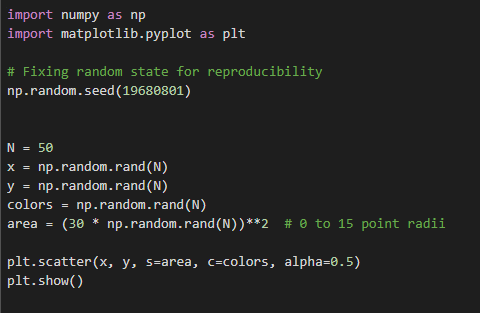 import numpy as np
import matplotlib.pyplot as plt
# Fixing random state for reproducibility
np.random.seed(19680801)
N = 50
x = np.random.rand(N)
y = np.random.rand(N)
colors = np.random.rand(N)
area = (30 * np.random.rand(N))**2  # 0 to 15 point radii
plt.scatter(x, y, s=area, c=colors, alpha=0.5)
plt.show()